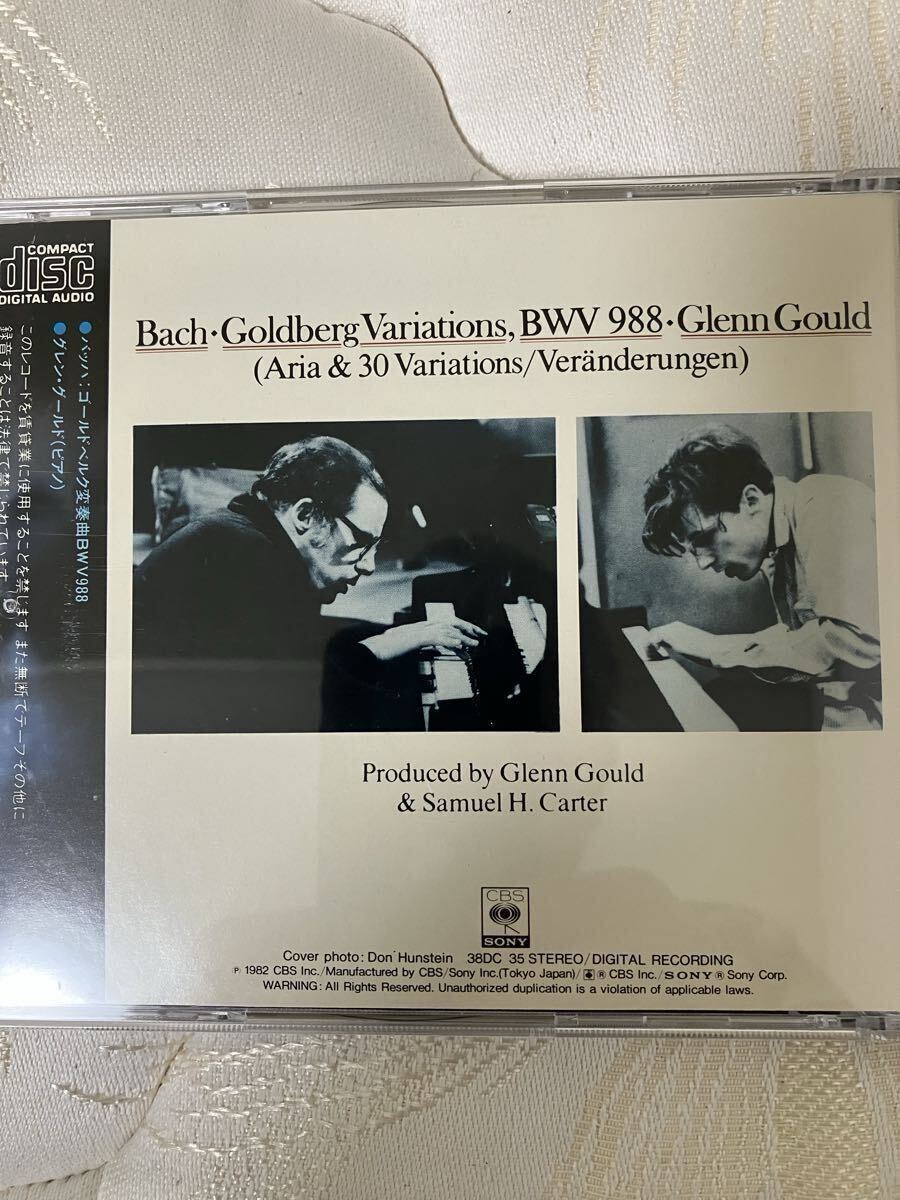 COMPACT
disc
DIGITAL AUDIO
●バッハ:ゴールドベルク変奏曲BWV988
●グレン・グールド(ピアノ)
このレコードを賃貸業に使用することを禁じます また無断でテープその他に
録音することは法律で禁じられています
Bach•Goldberg Variations, BWV 988•Glenn Gould
(Aria & 30 Variations/Veränderungen)
Produced by Glenn Gould
& Samuel H. Carter
CBS
SONY
Cover photo: Don Hunstein 38DC 35 STEREO/DIGITAL RECORDING
℗ 1982 CBS Inc./Manufactured by CBS/Sony Inc.(Tokyo Japan)/ ® CBS Inc./SONY® Sony Corp.
WARNING: All Rights Reserved. Unauthorized duplication is a violation of applicable laws.